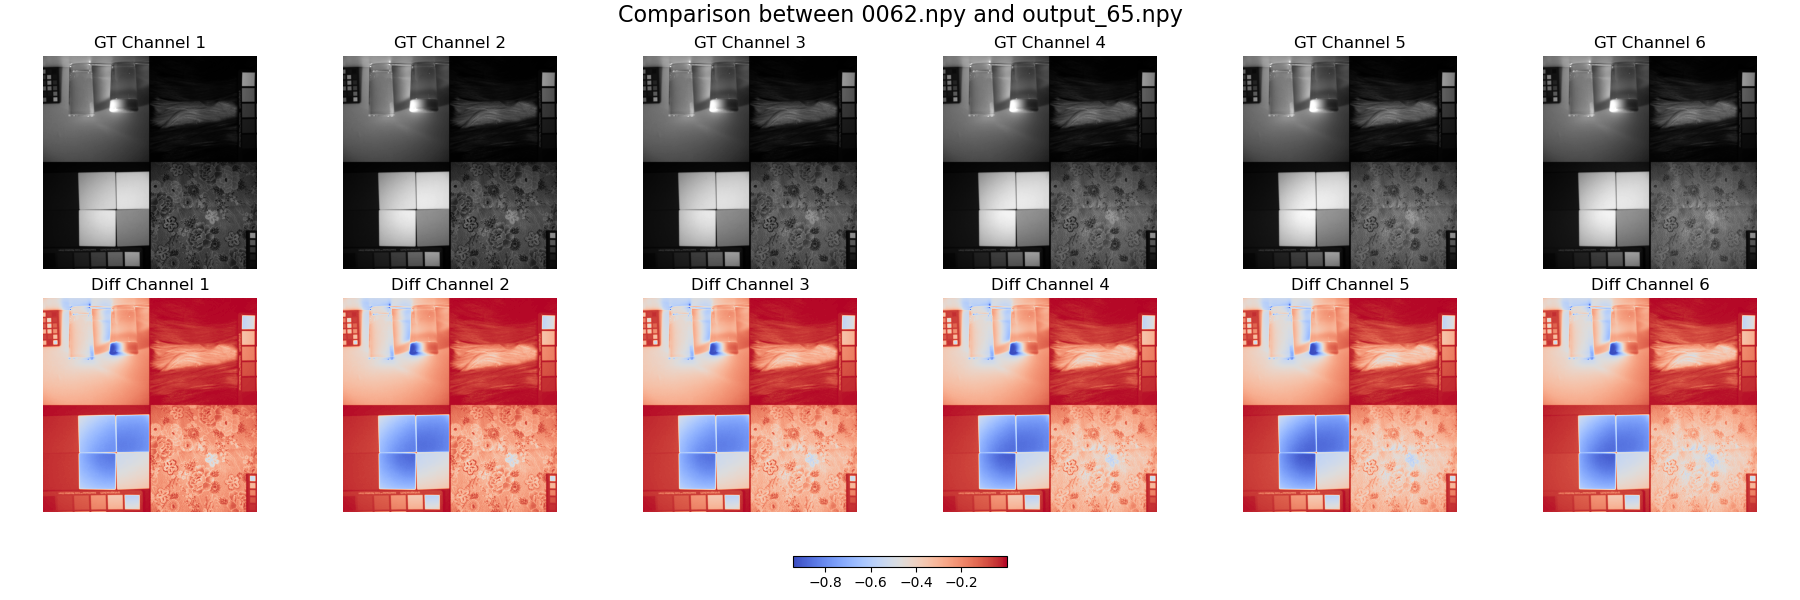 Comparison between 0062.npy and output_65.npy
GT Channel 1
GT Channel 2
GT Channel 3
GT Channel 4
GT Channel 5
GT Channel 6
Diff Channel 1
Diff Channel 2
Diff Channel 3
Diff Channel 4
Diff Channel 5
Diff Channel 6
−0.8 −0.6 −0.4 −0.2